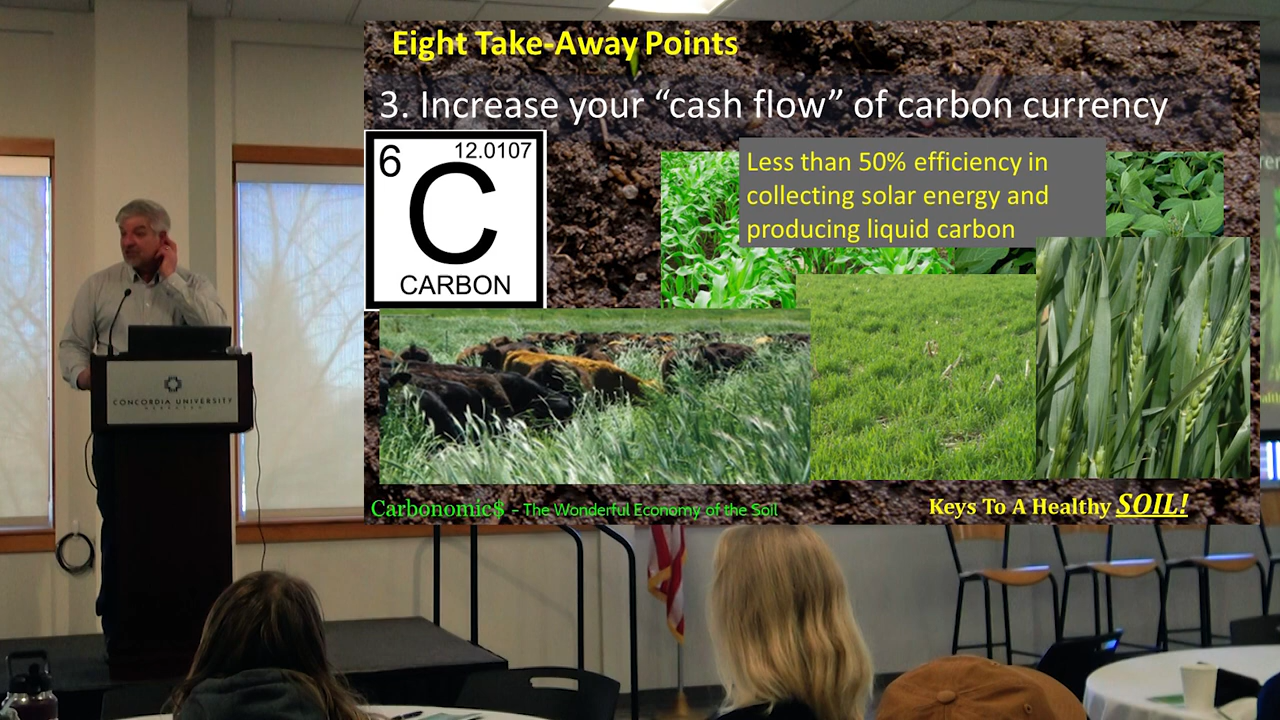 Eight Take-Away Points
3. Increase your “cash flow” of carbon currency
6
12.0107
C
CARBON
Less than 50% efficiency in
collecting solar energy and
producing liquid carbon
CONCORDIA UNIVERSITY
NEBRASKA
Carbonomic$ – The Wonderful Economy of the Soil
Keys To A Healthy SOIL!